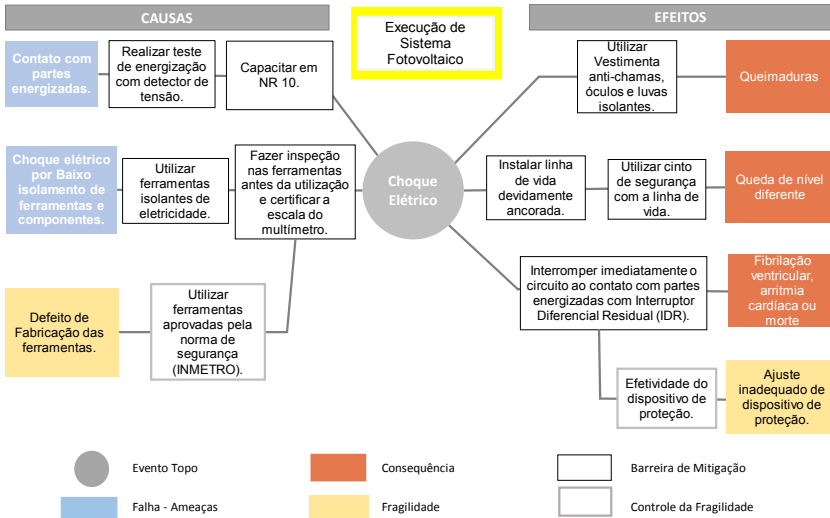 CAUSAS
EFEITOS
Execução de
Sistema
Fotovoltaico
Contato com
partes
energizadas.
Realizar teste
de energização
com detector de
tensão.
Capacitar em
NR 10.
Utilizar
Vestimenta
anti-chamas,
óculos e luvas
isolantes.
Queimaduras
Choque elétrico
por Baixo
isolamento de
ferramentas e
componentes.
Utilizar
ferramentas
isolantes de
eletricidade.
Fazer inspeção
nas ferramentas
antes da utilização
e certificar a
escala do
multímetro.
Choque
Elétrico
Instalar linha
de vida
devidamente
ancorada.
Utilizar cinto
de segurança
com a linha de
vida.
Queda de nível
diferente
Defeito de
Fabricação das
ferramentas.
Utilizar
ferramentas
aprovadas pela
norma de
segurança
(INMETRO).
Interromper imediatamente o
circuito ao contato com partes
energizadas com Interruptor
Diferencial Residual (IDR).
Fibrilação
ventricular,
arritmia
cardíaca ou
morte
Efetividade do
dispositivo de
proteção.
Ajuste
inadequado de
dispositivo de
proteção.
Evento Topo
Consequência
Barreira de Mitigação
Falha - Ameaças
Fragilidade
Controle da Fragilidade